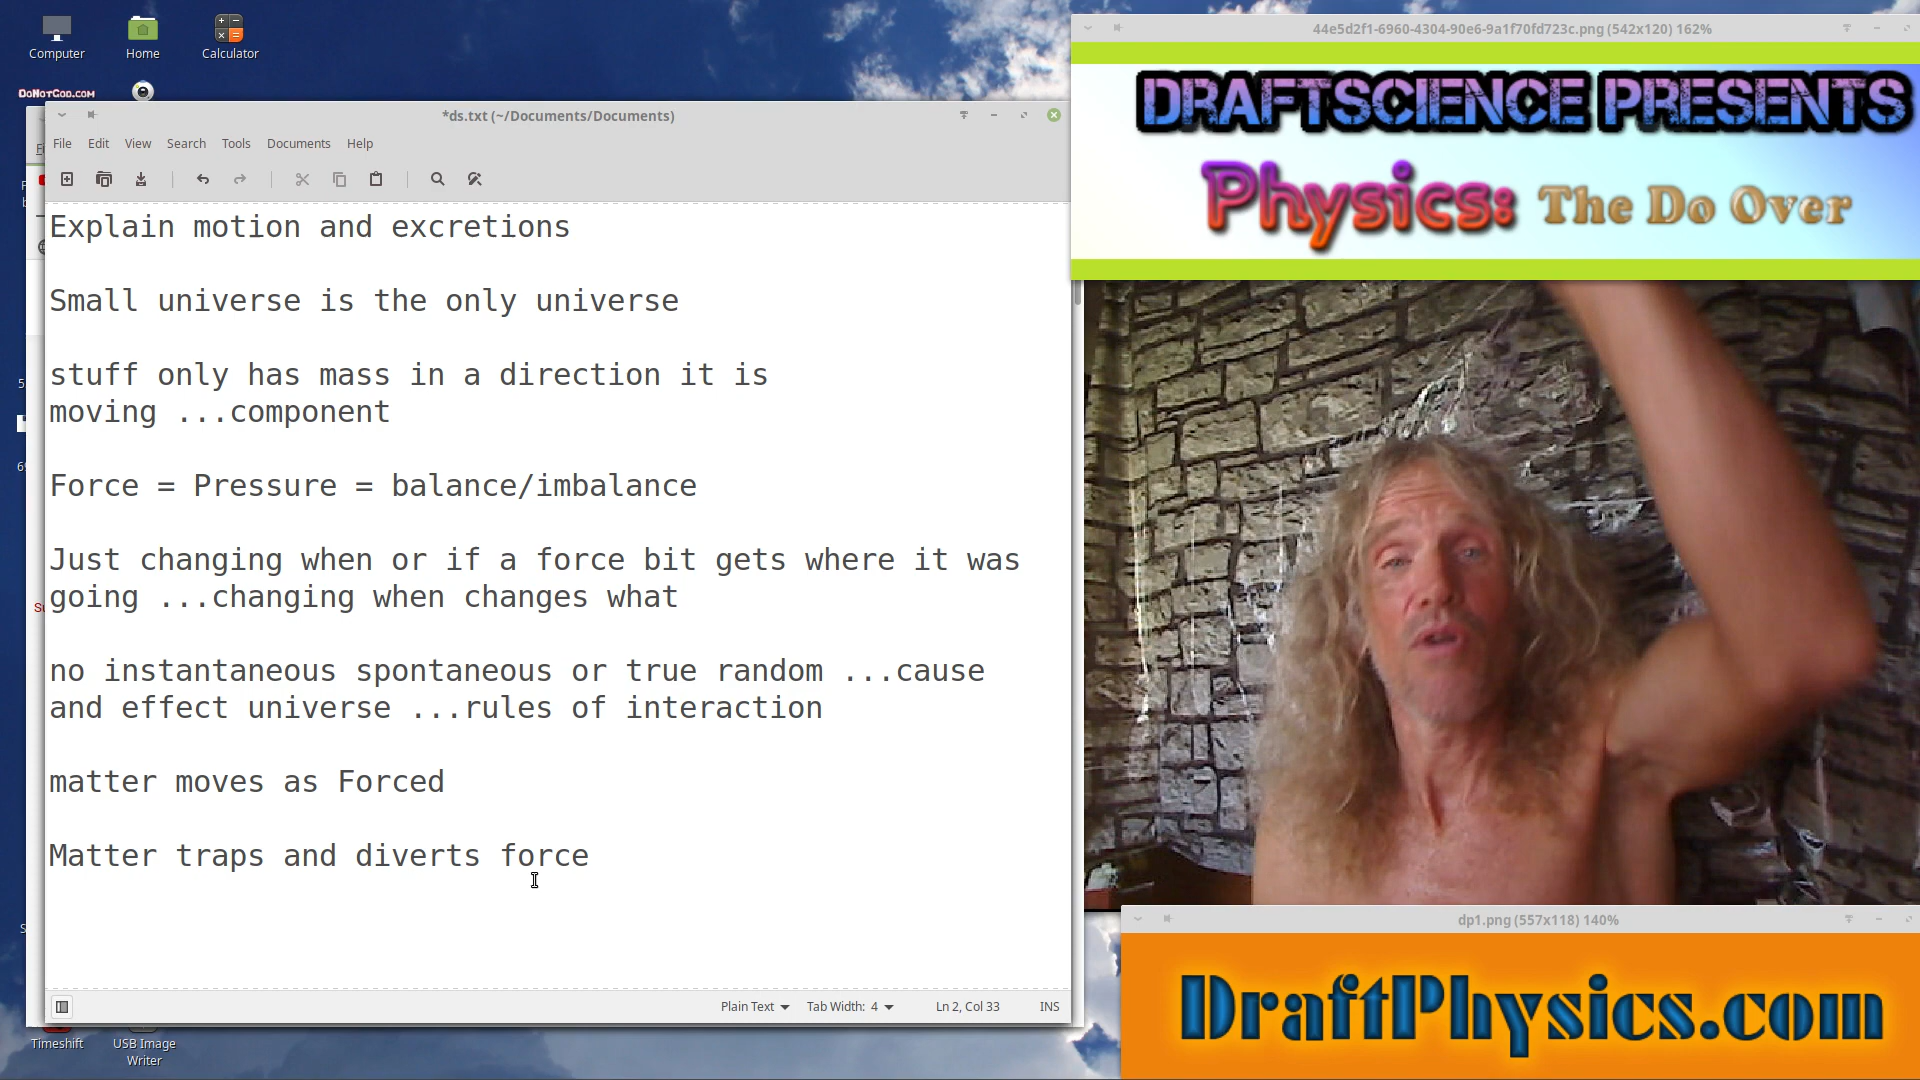 Computer
Home
Calculator
DoNotGod.com
*ds.txt (~/Documents/Documents)
File Edit View Search Tools Documents Help
Explain motion and excretions
Small universe is the only universe
stuff only has mass in a direction it is
moving ...component
Force = Pressure = balance/imbalance
Just changing when or if a force bit gets where it was
going ...changing when changes what
no instantaneous spontaneous or true random ...cause
and effect universe ...rules of interaction
matter moves as Forced
Matter traps and diverts force
Plain Text Tab Width: 4 Ln 2, Col 33 INS
Timeshift
USB Image
Writer
44e5d2f1-6960-4304-90e6-9a1f70fd723c.png (542x120) 162%
DRAFTSCIENCE PRESENTS
Physics: The Do Over
dp1.png (557x118) 140%
DraftPhysics.com